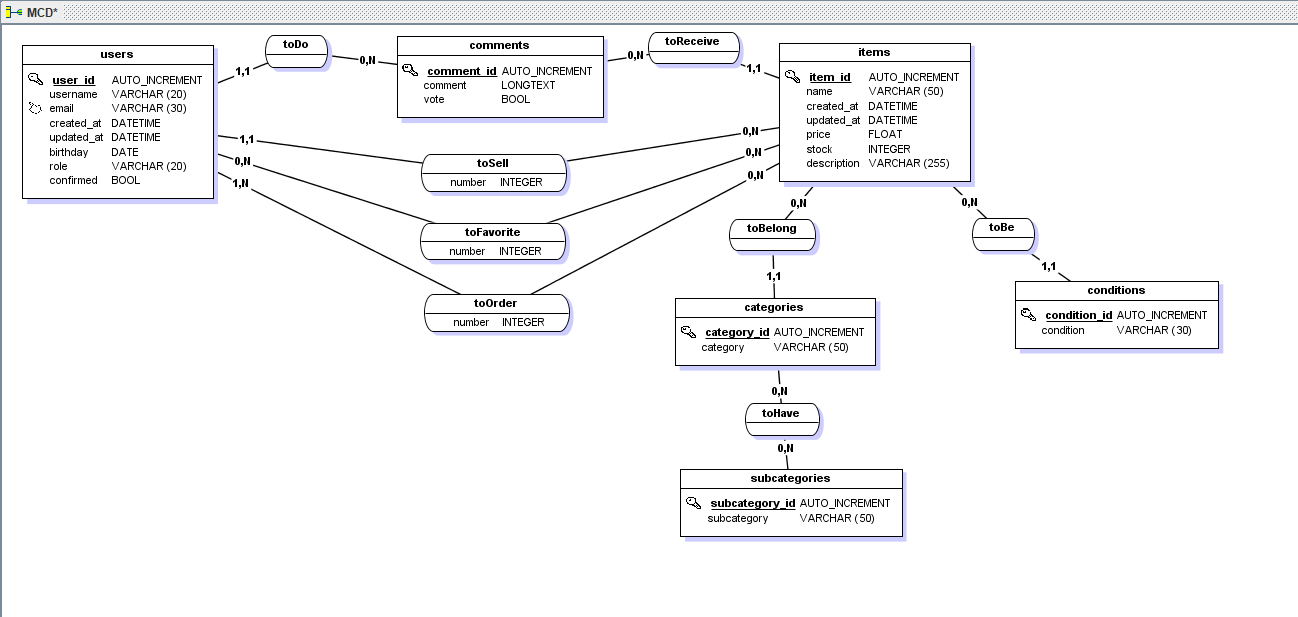 MCD*
users
user_id AUTO_INCREMENT
username VARCHAR (20)
email VARCHAR (30)
created_at DATETIME
updated_at DATETIME
birthday DATE
role VARCHAR (20)
confirmed BOOL
1,1
toDo
0,N
comments
comment_id AUTO_INCREMENT
comment LONGTEXT
vote BOOL
0,N
toReceive
1,1
items
item_id AUTO_INCREMENT
name VARCHAR (50)
created_at DATETIME
updated_at DATETIME
price FLOAT
stock INTEGER
description VARCHAR (255)
1,1
toSell
number INTEGER
0,N
0,N
toFavorite
number INTEGER
0,N
1,N
toOrder
number INTEGER
0,N
0,N
toBelong
1,1
categories
category_id AUTO_INCREMENT
category VARCHAR (50)
0,N
toHave
0,N
subcategories
subcategory_id AUTO_INCREMENT
subcategory VARCHAR (50)
0,N
toBe
1,1
conditions
condition_id AUTO_INCREMENT
condition VARCHAR (30)